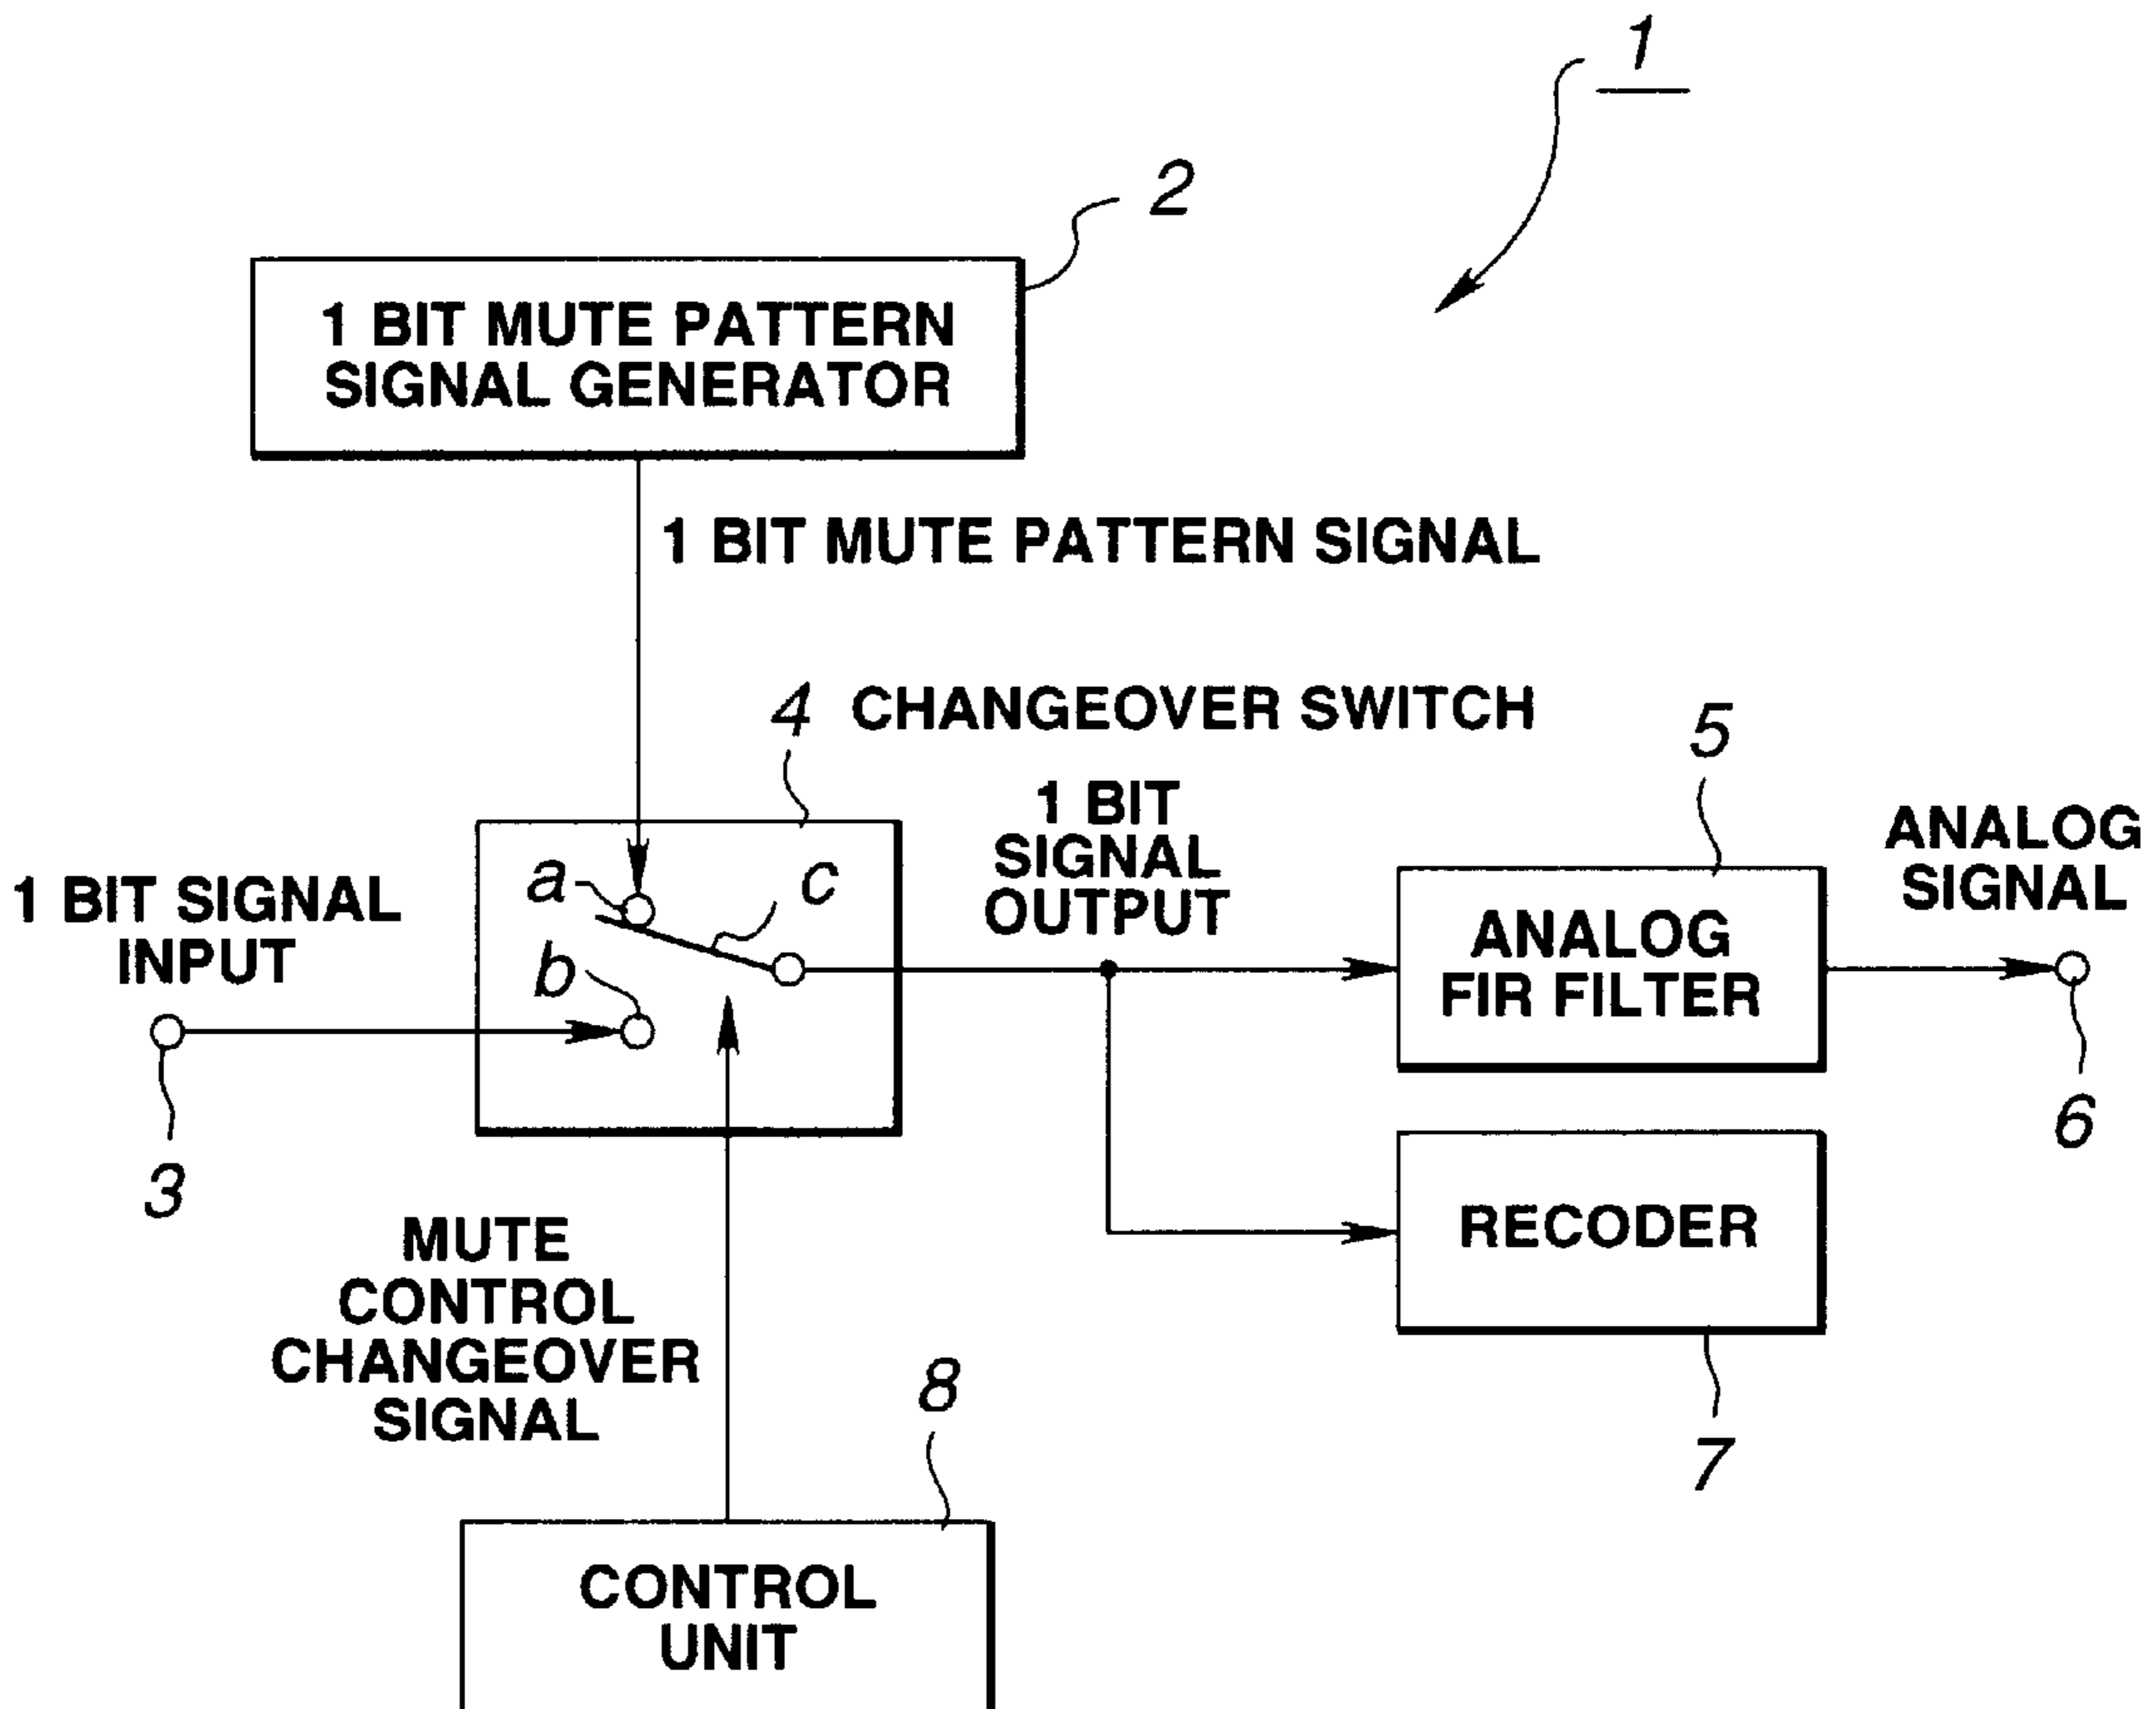 1
2
1 BIT MUTE PATTERN
SIGNAL GENERATOR
1 BIT MUTE PATTERN SIGNAL
4 CHANGEOVER SWITCH
5
1 BIT
SIGNAL
OUTPUT
ANALOG
SIGNAL
1 BIT SIGNAL
INPUT
a
c
b
ANALOG
FIR FILTER
3
6
RECODER
MUTE
CONTROL
CHANGEOVER
SIGNAL
8
7
CONTROL
UNIT